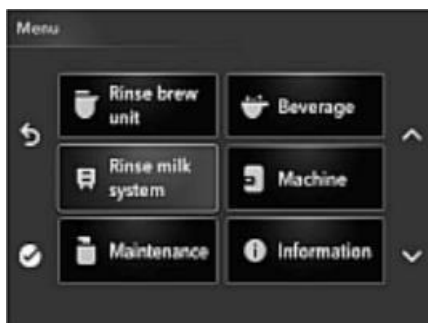 Menu
Rinse brew
unit
Beverage
Rinse milk
system
Machine
Maintenance
Information